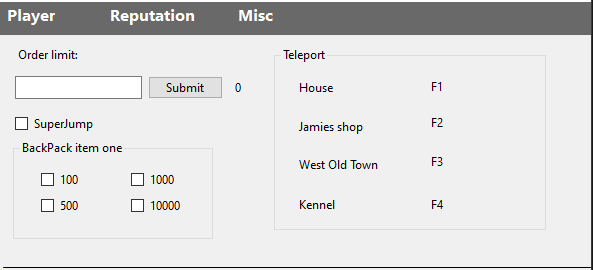 Player Reputation Misc
Order limit:
Submit 0
SuperJump
BackPack item one
100 1000
500 10000
Teleport
House F1
Jamies shop F2
West Old Town F3
Kennel F4